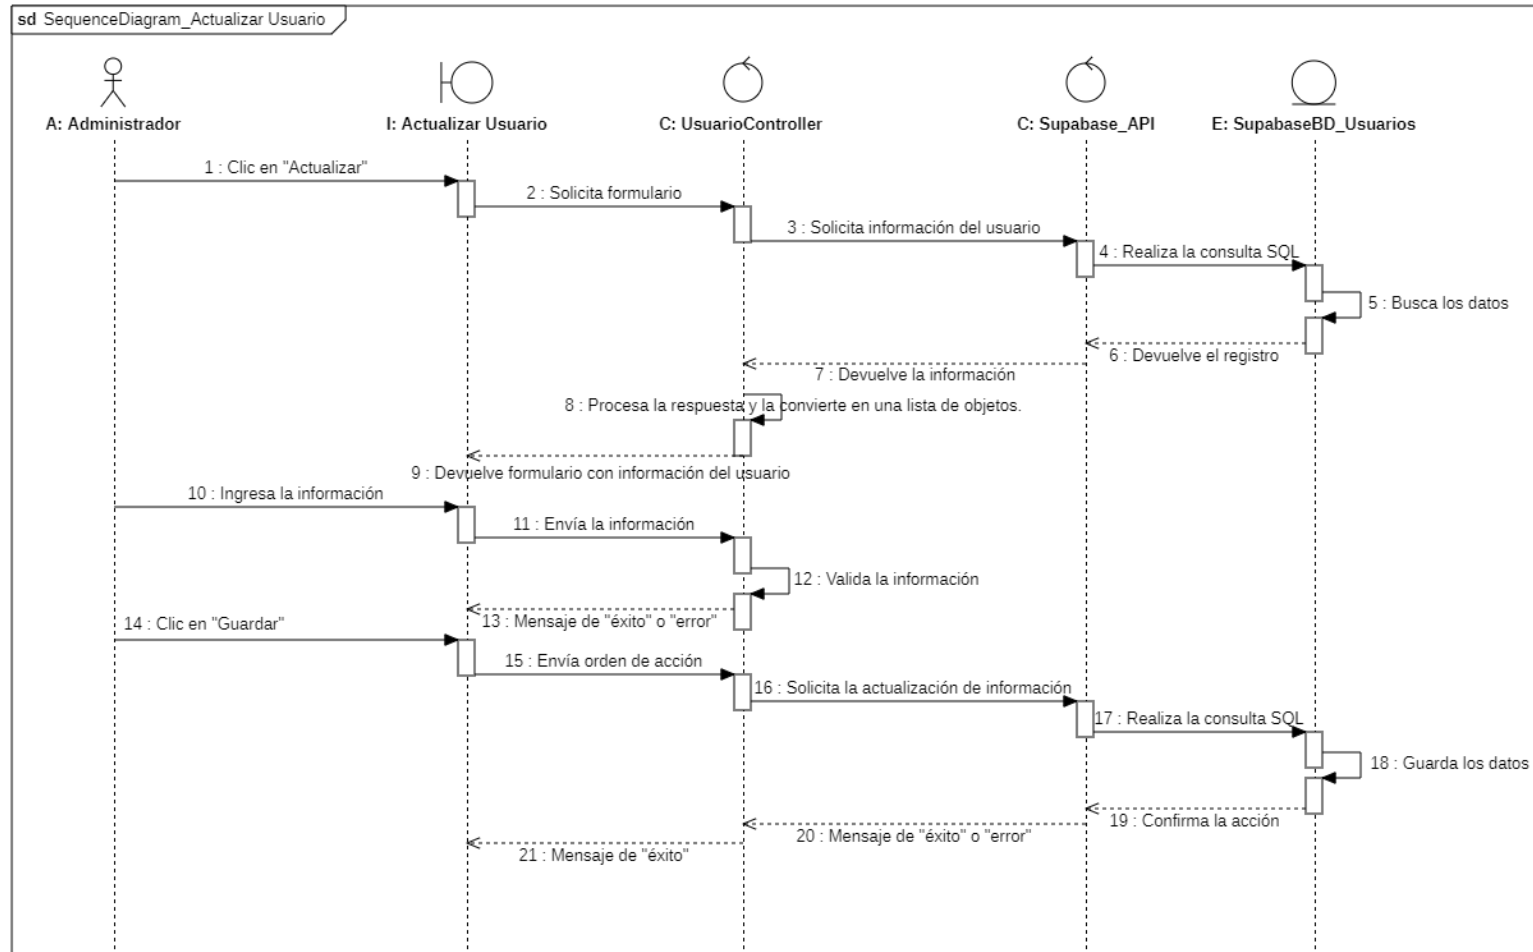 sd SequenceDiagram_Actualizar Usuario
A: Administrador
I: Actualizar Usuario
C: UsuarioController
C: Supabase_API
E: SupabaseBD_Usuarios
1 : Clic en "Actualizar"
2 : Solicita formulario
3 : Solicita información del usuario
4 : Realiza la consulta SQL
5 : Busca los datos
6 : Devuelve el registro
7 : Devuelve la información
8 : Procesa la respuesta y la convierte en una lista de objetos.
9 : Devuelve formulario con información del usuario
10 : Ingresa la información
11 : Envía la información
12 : Valida la información
13 : Mensaje de "éxito" o "error"
14 : Clic en "Guardar"
15 : Envía orden de acción
16 : Solicita la actualización de información
17 : Realiza la consulta SQL
18 : Guarda los datos
19 : Confirma la acción
20 : Mensaje de "éxito" o "error"
21 : Mensaje de "éxito"